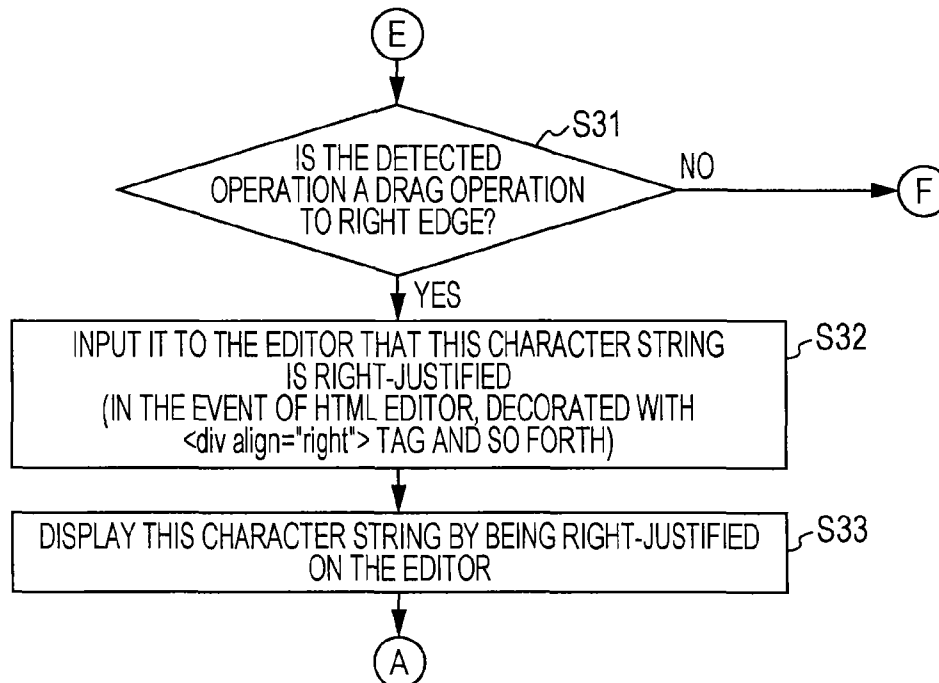 E
S31
IS THE DETECTED
OPERATION A DRAG OPERATION
TO RIGHT EDGE?
NO
F
YES
INPUT IT TO THE EDITOR THAT THIS CHARACTER STRING
IS RIGHT-JUSTIFIED
(IN THE EVENT OF HTML EDITOR, DECORATED WITH
<div align="right"> TAG AND SO FORTH)
S32
DISPLAY THIS CHARACTER STRING BY BEING RIGHT-JUSTIFIED
ON THE EDITOR
S33
A